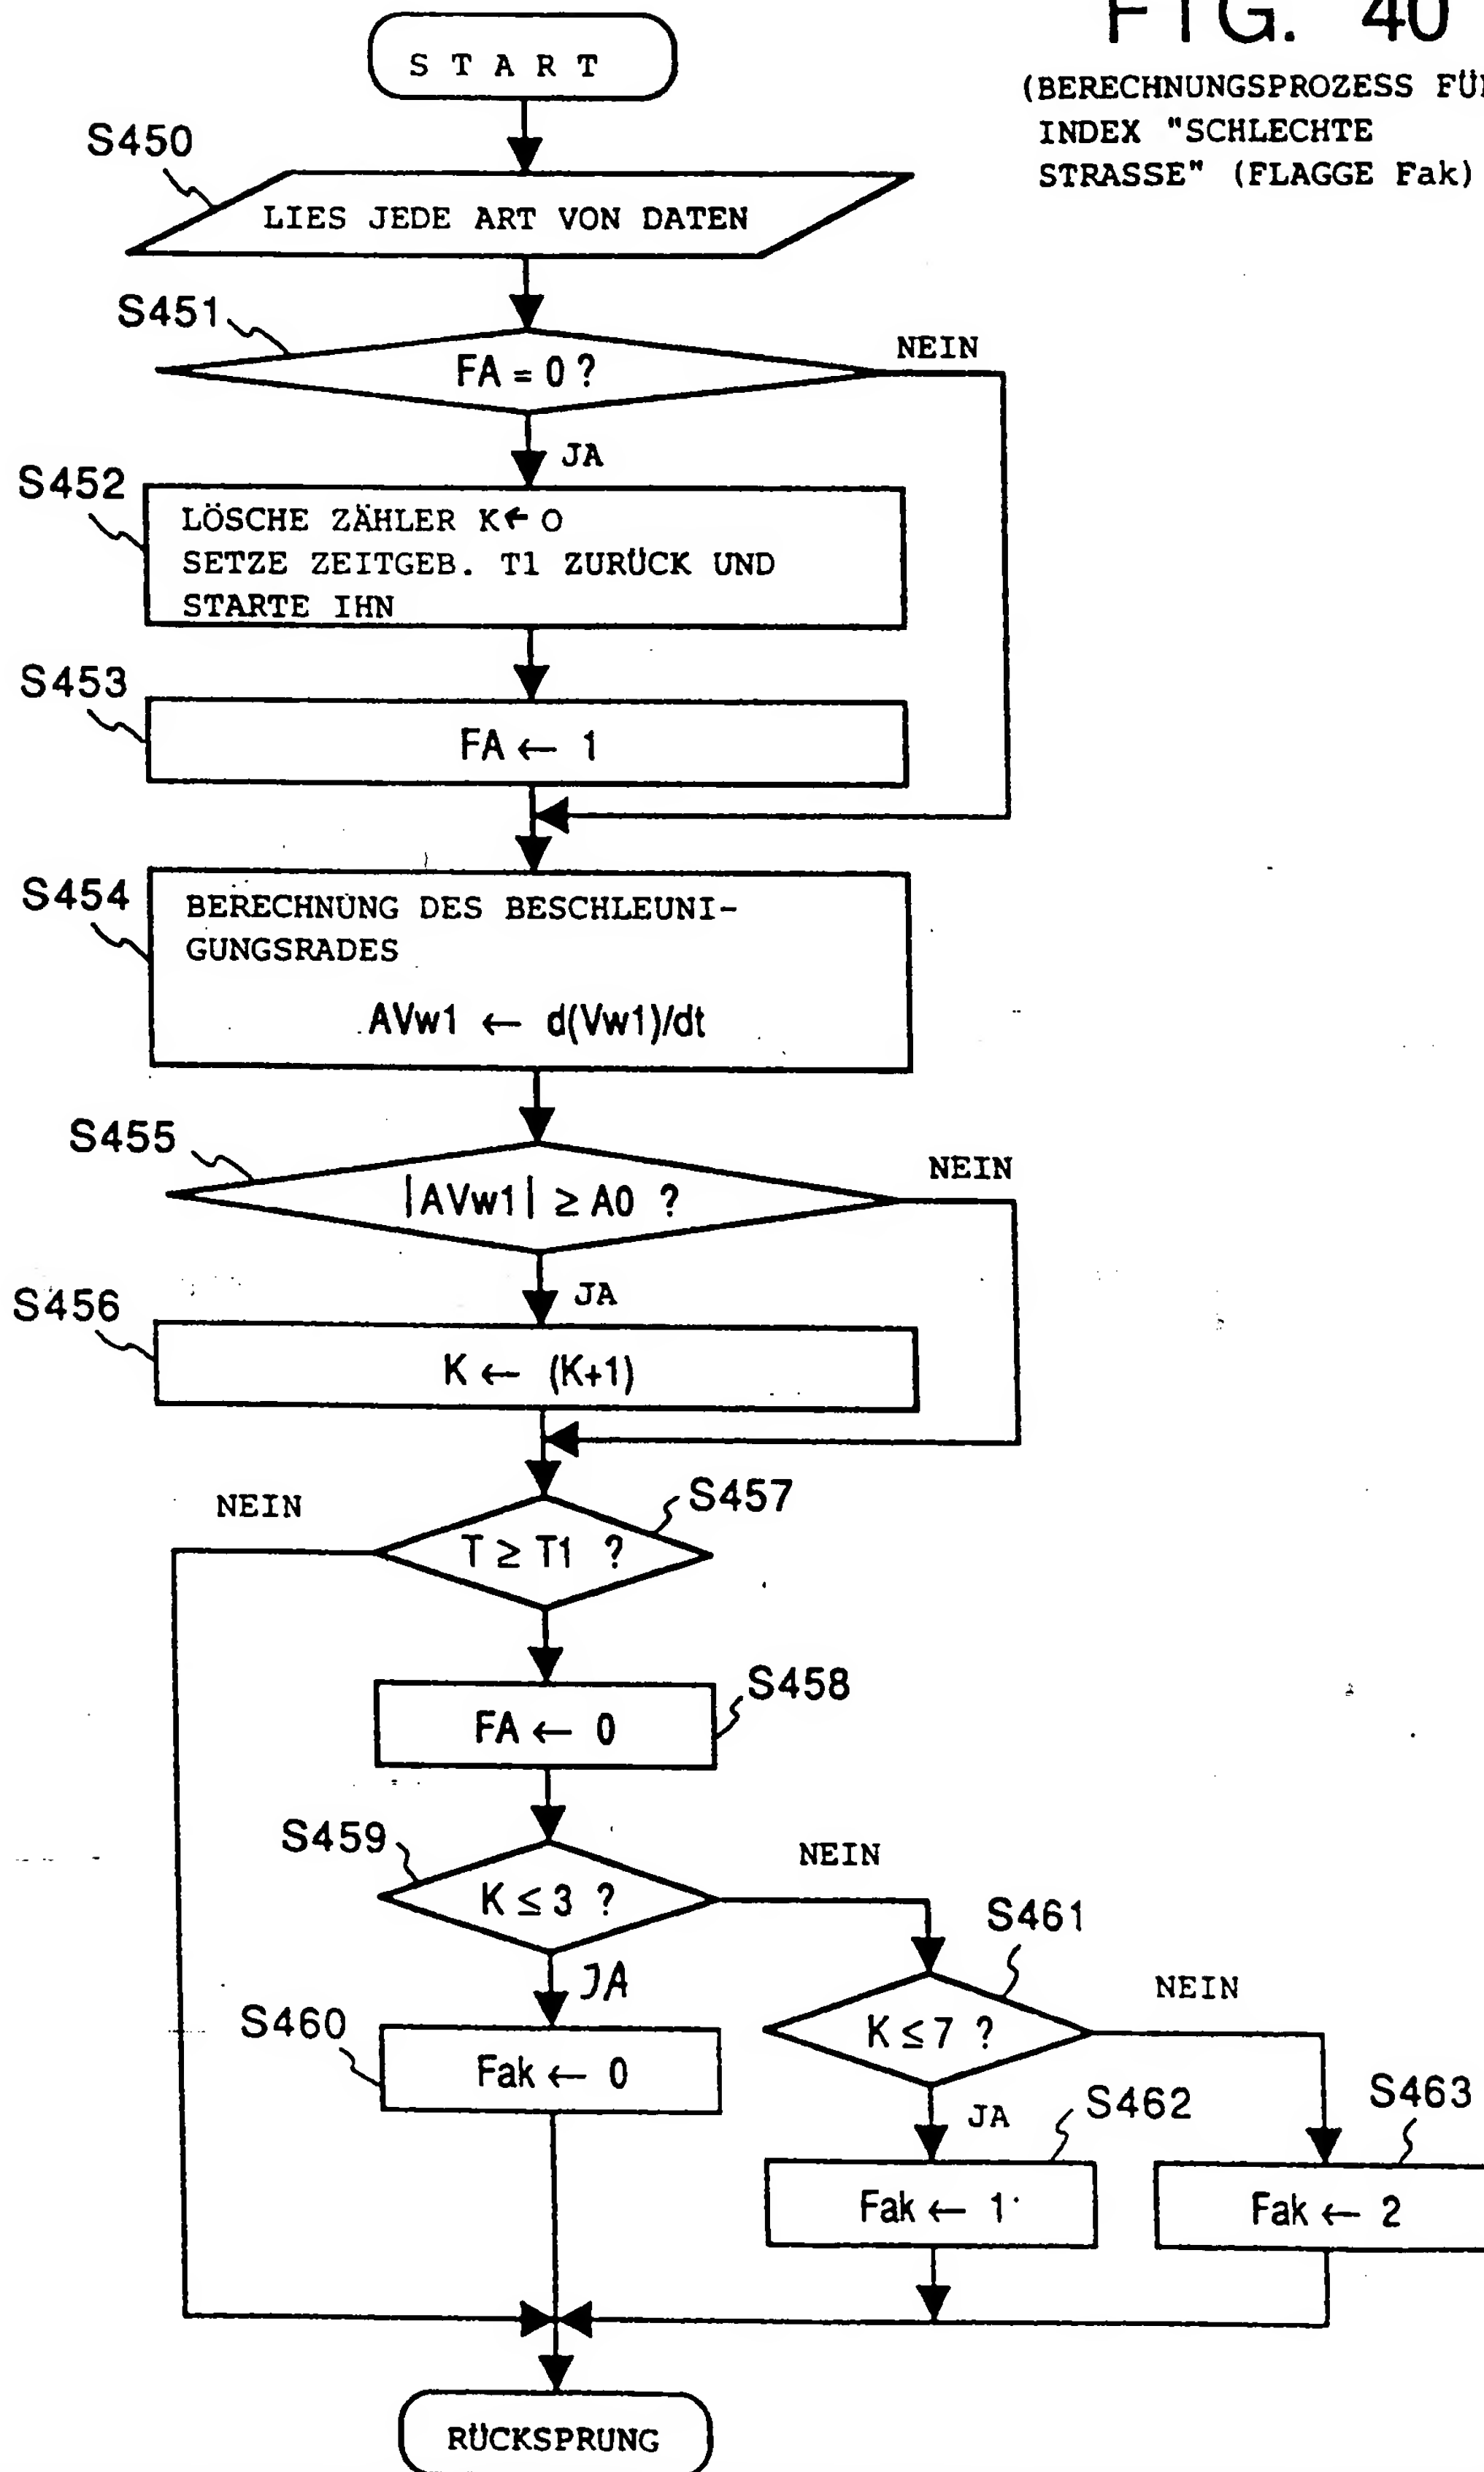 START
FIG. 40
(BERECHNUNGSPROZESS FÜR
INDEX "SCHLECHTE
STRASSE" (FLAGGE Fak)
S450
LIES JEDE ART VON DATEN
S451
FA = 0 ?
NEIN
JA
S452
LÖSCHE ZÄHLER K← O
SETZE ZEITGEB. T1 ZURÜCK UND
STARTE IHN
S453
FA ← 1
S454
BERECHNUNG DES BESCHLEUNI-
GUNGSRADES
AVw1 ← d(Vw1)/dt
S455
|AVw1| ≥ A0 ?
NEIN
JA
S456
K ← (K+1)
NEIN
S457
T ≥ T1 ?
S458
FA ← 0
S459
K ≤ 3 ?
NEIN
JA
S460
Fak ← 0
S461
K ≤ 7 ?
NEIN
JA
S462
Fak ← 1
S463
Fak ← 2
RÜCKSPRUNG